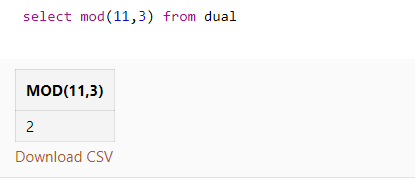 select mod(11,3) from dual
MOD(11,3)
2
Download CSV